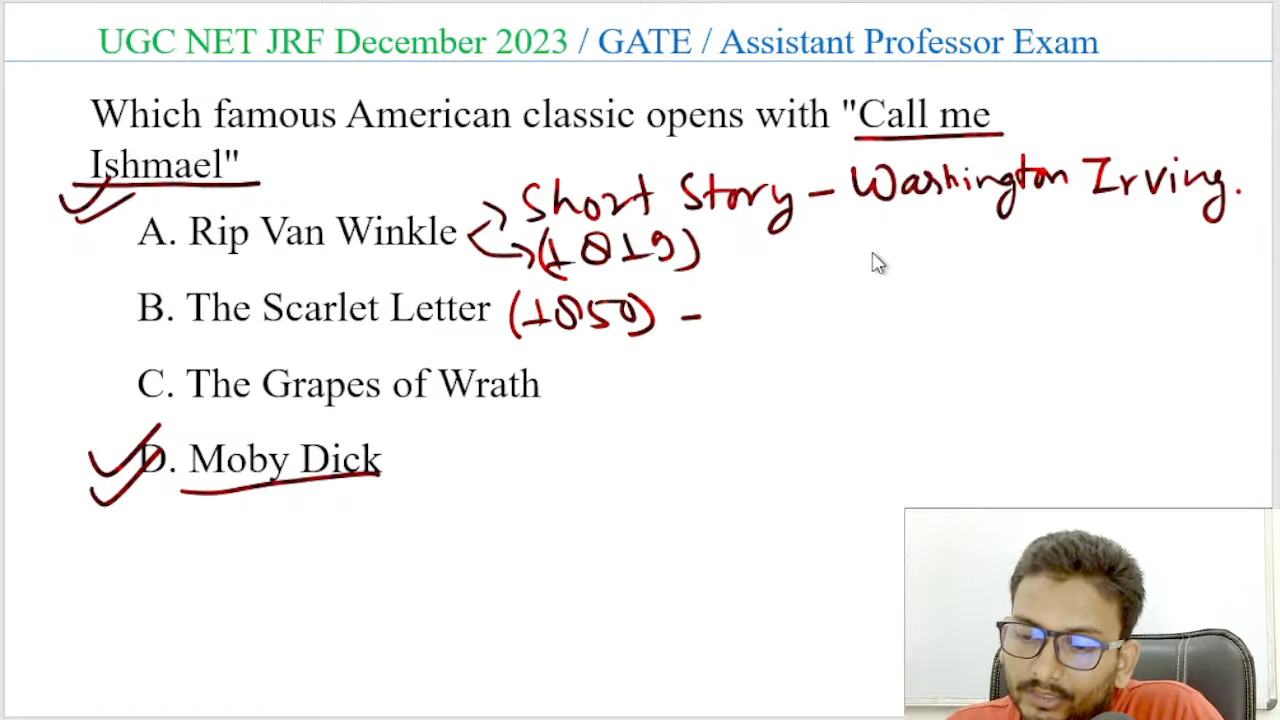 UGC NET JRF December 2023 / GATE / Assistant Professor Exam
Which famous American classic opens with "Call me
Ishmael"
Short Story - Washington Irving.
A. Rip Van Winkle
(1819)
B. The Scarlet Letter (1850) -
C. The Grapes of Wrath
D. Moby Dick